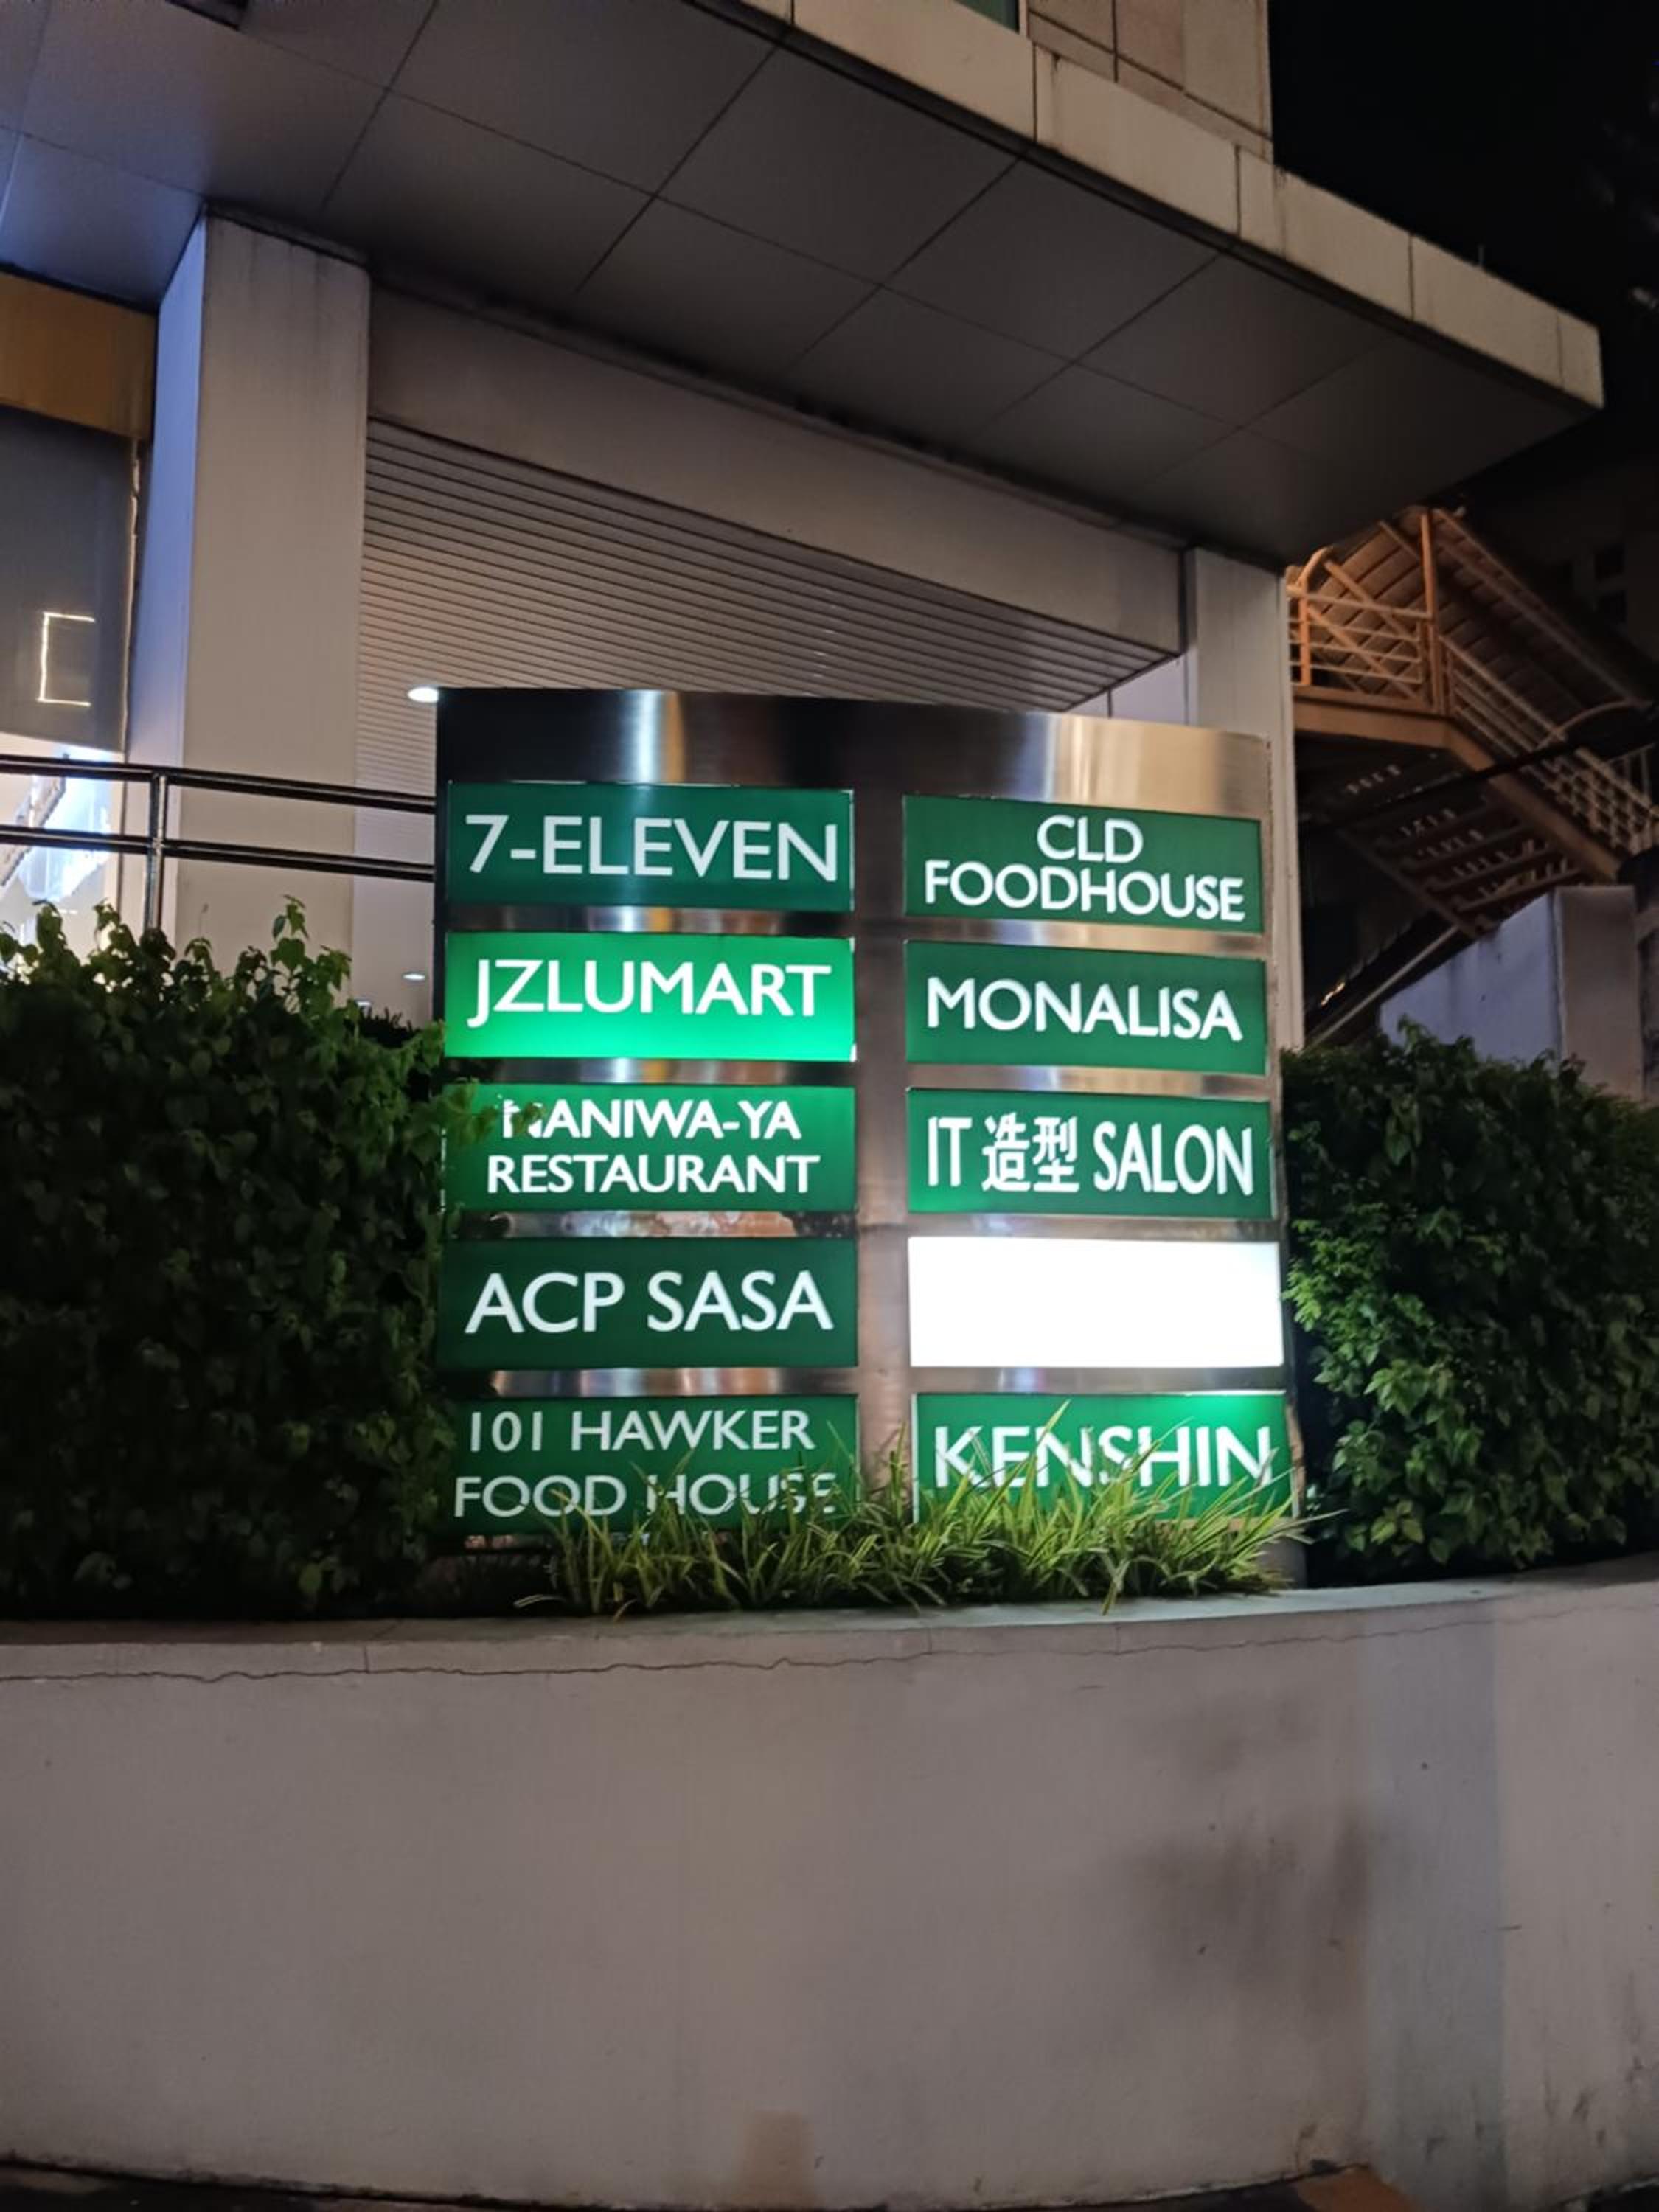 7-ELEVEN
JZLUMART
NANIWA-YA
RESTAURANT
ACP SASA
101 HAWKER
FOOD HOUSE
CLD
FOODHOUSE
MONALISA
IT 造型 SALON
KENSHIN